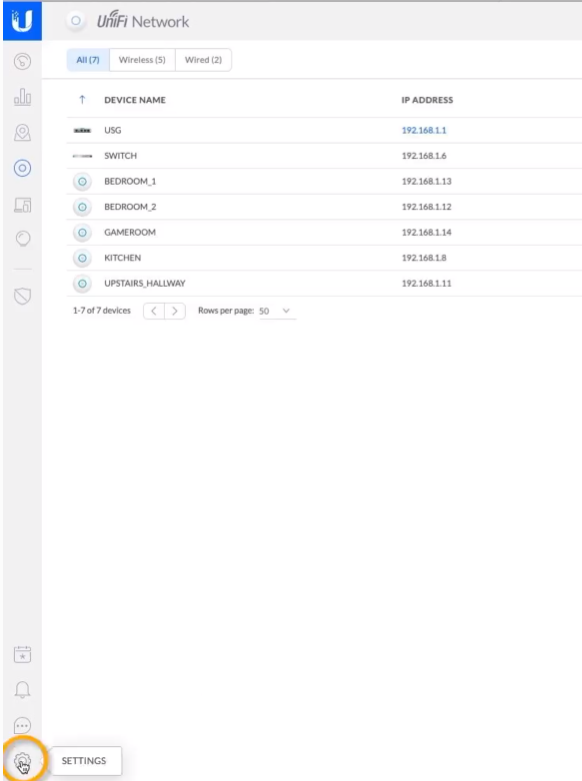 UniFi Network
All (7) Wireless (5) Wired (2)
↑ DEVICE NAME IP ADDRESS
USG 192.168.1.1
SWITCH 192.168.1.6
BEDROOM_1 192.168.1.13
BEDROOM_2 192.168.1.12
GAMEROOM 192.168.1.14
KITCHEN 192.168.1.8
UPSTAIRS_HALLWAY 192.168.1.11
1-7 of 7 devices < > Rows per page: 50
SETTINGS